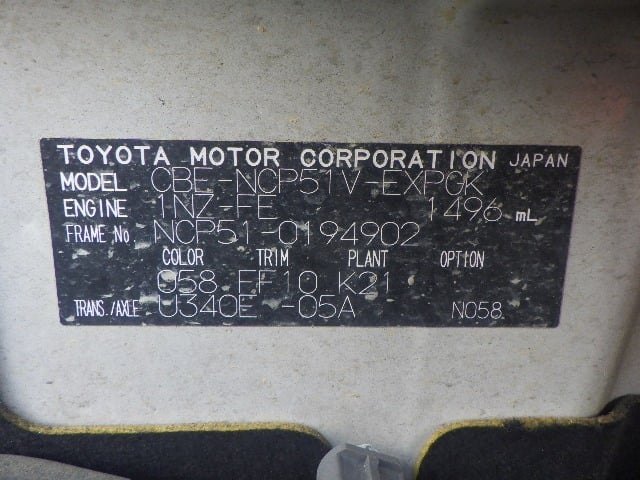 TOYOTA MOTOR CORPORATION JAPAN
MODEL CBE-NCP51V-EXPGK
ENGINE 1NZ-FE 1496 mL
FRAME No. NCP51-0194902
COLOR TRIM PLANT OPTION
058 EF10 K21
TRANS./AXLE U340E -05A N058